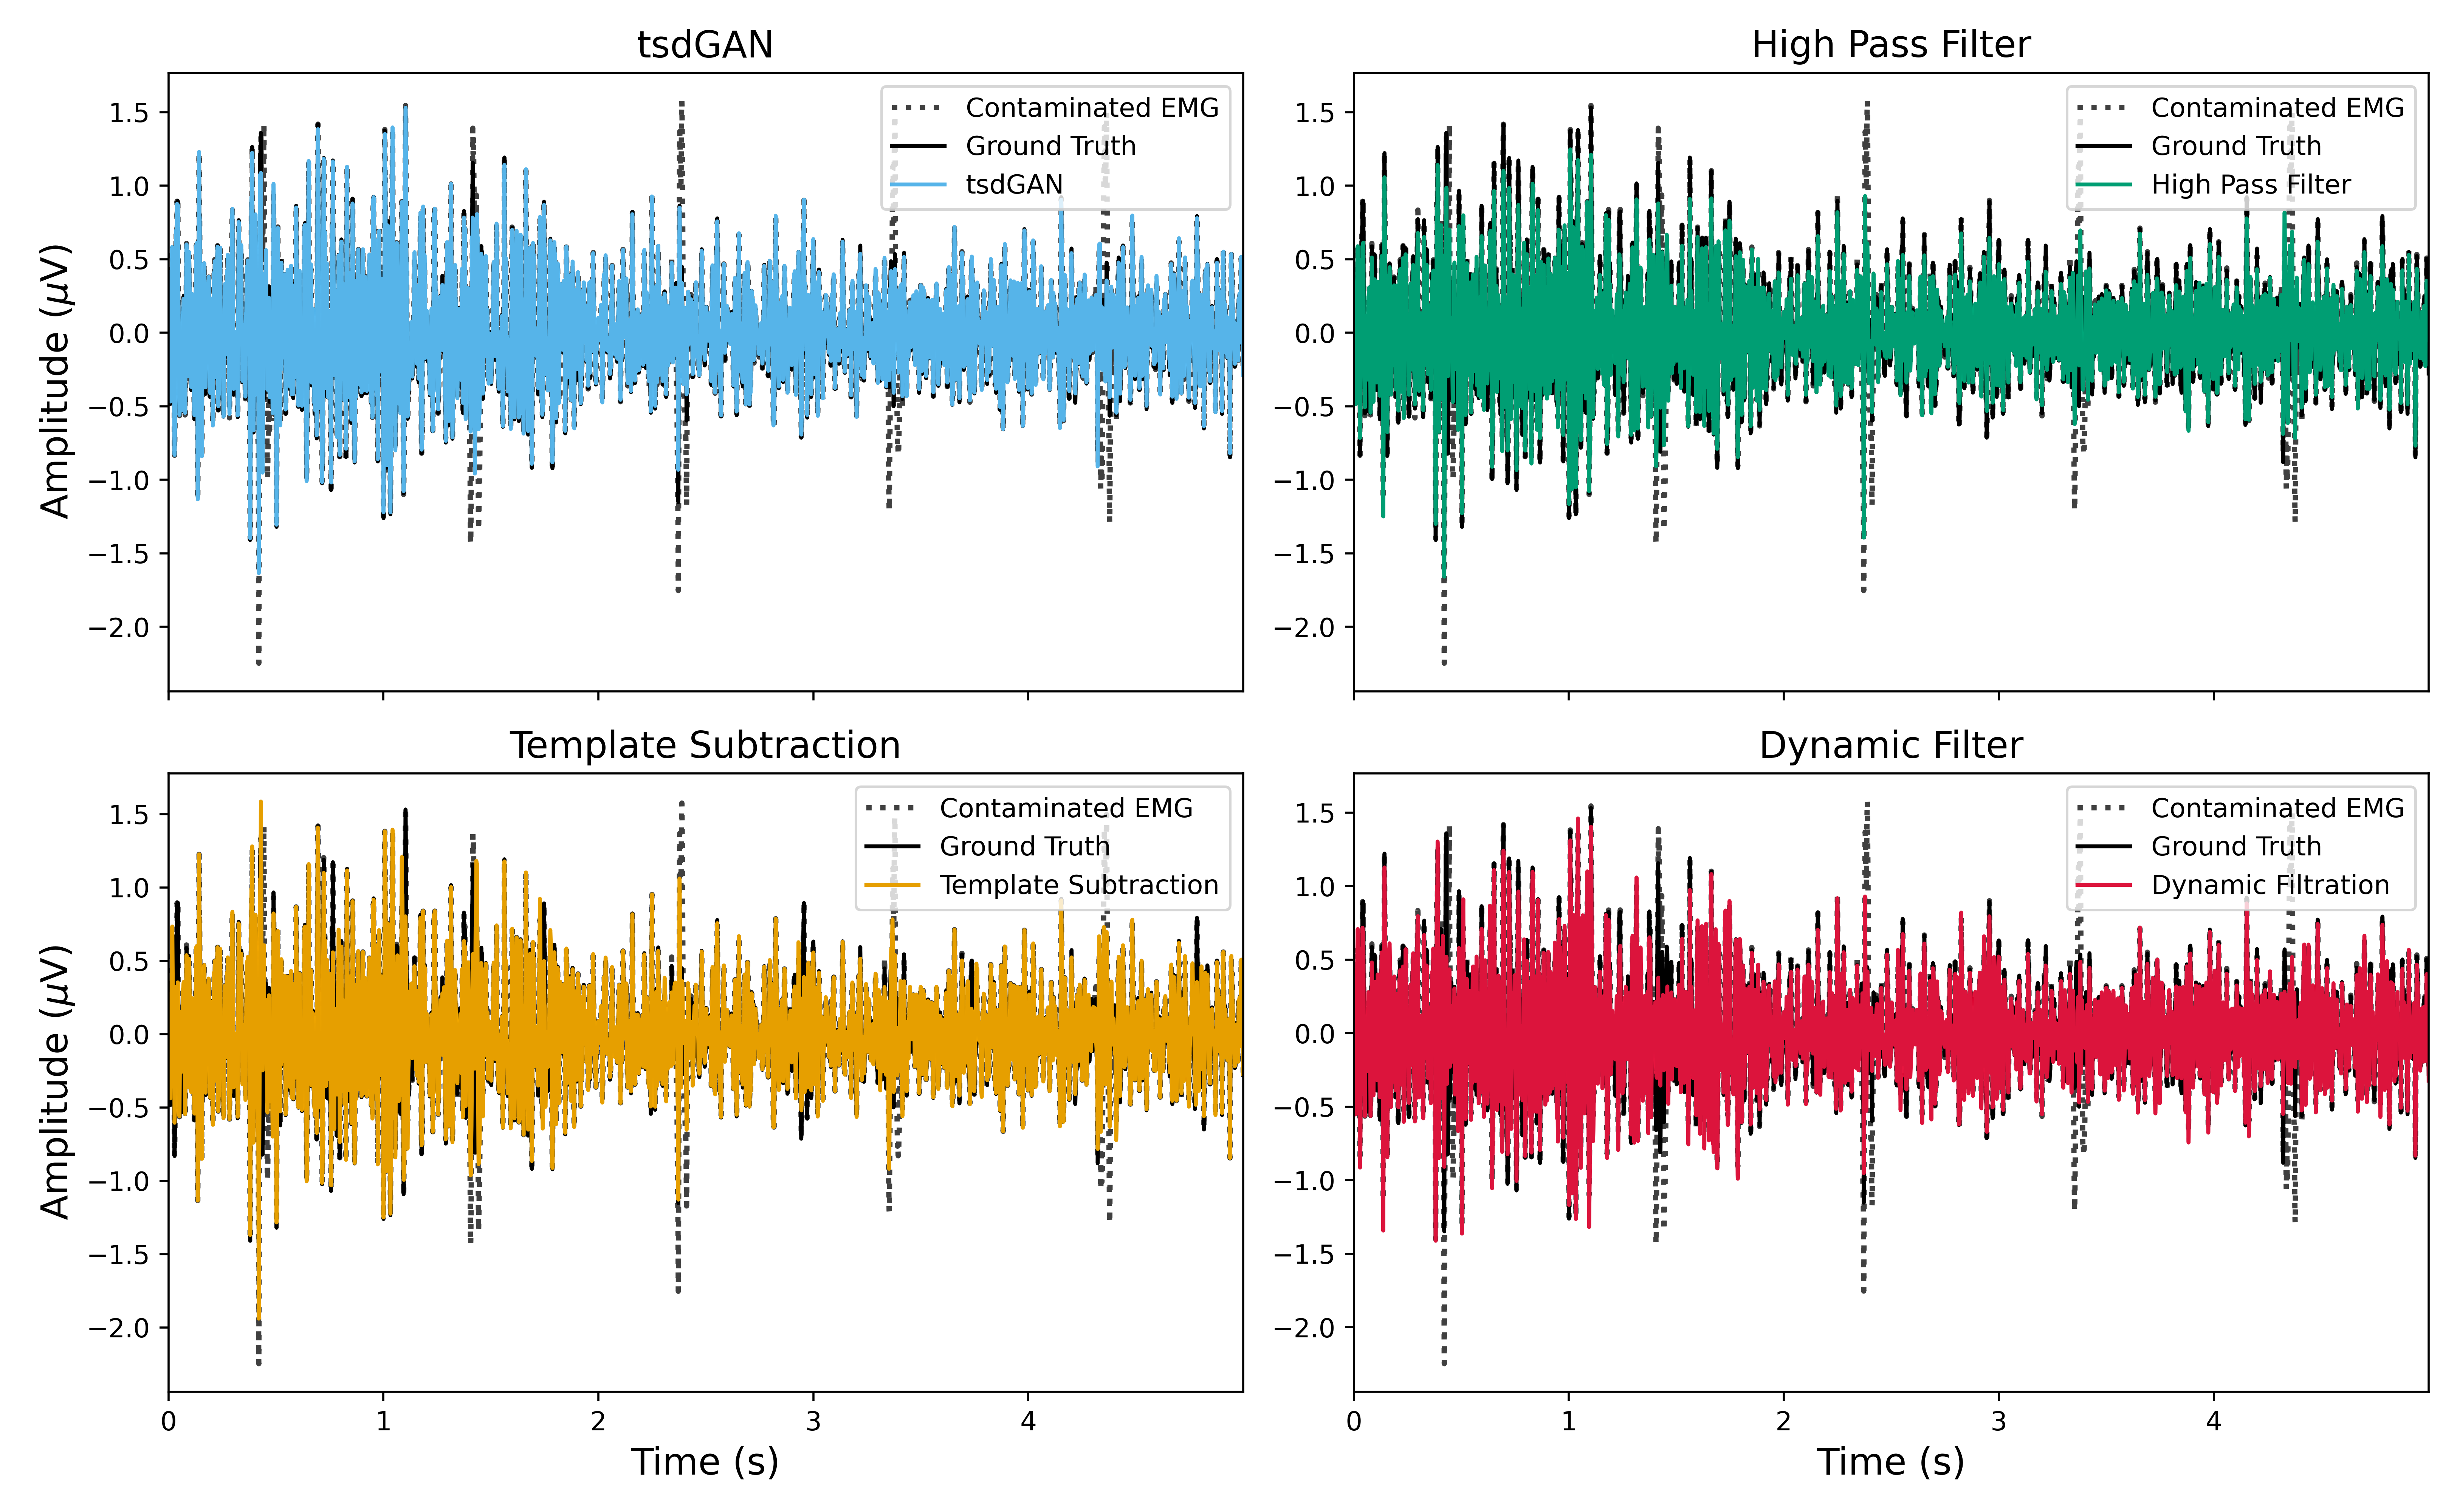 tsdGAN
Contaminated EMG
Ground Truth
tsdGAN
1.5
1.0
0.5
0.0
−0.5
−1.0
−1.5
−2.0
Amplitude (μV)
High Pass Filter
Contaminated EMG
Ground Truth
High Pass Filter
1.5
1.0
0.5
0.0
−0.5
−1.0
−1.5
−2.0
Template Subtraction
Contaminated EMG
Ground Truth
Template Subtraction
1.5
1.0
0.5
0.0
−0.5
−1.0
−1.5
−2.0
Amplitude (μV)
0 1 2 3 4
Time (s)
Dynamic Filter
Contaminated EMG
Ground Truth
Dynamic Filtration
1.5
1.0
0.5
0.0
−0.5
−1.0
−1.5
−2.0
0 1 2 3 4
Time (s)